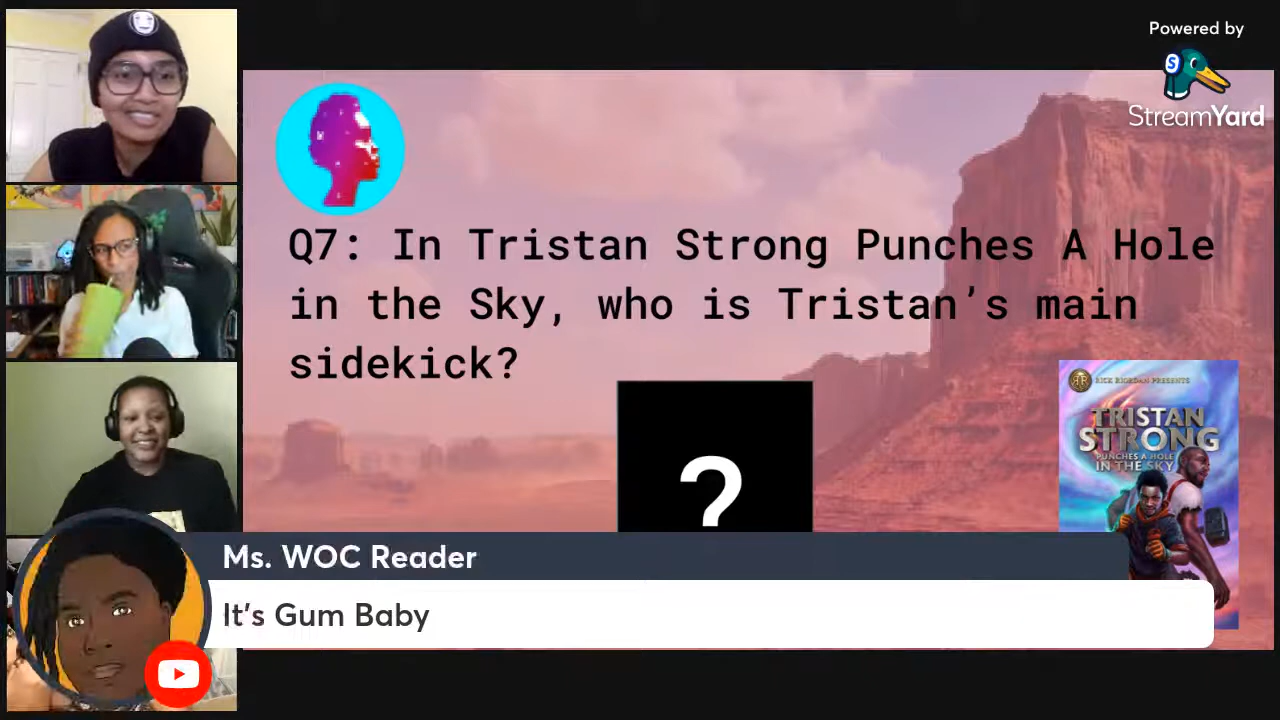 Powered by
StreamYard
Q7: In Tristan Strong Punches A Hole
in the Sky, who is Tristan’s main
sidekick?
?
RICK RIORDAN PRESENTS
TRISTAN
STRONG
PUNCHES A HOLE
IN THE SKY
Ms. WOC Reader
It's Gum Baby